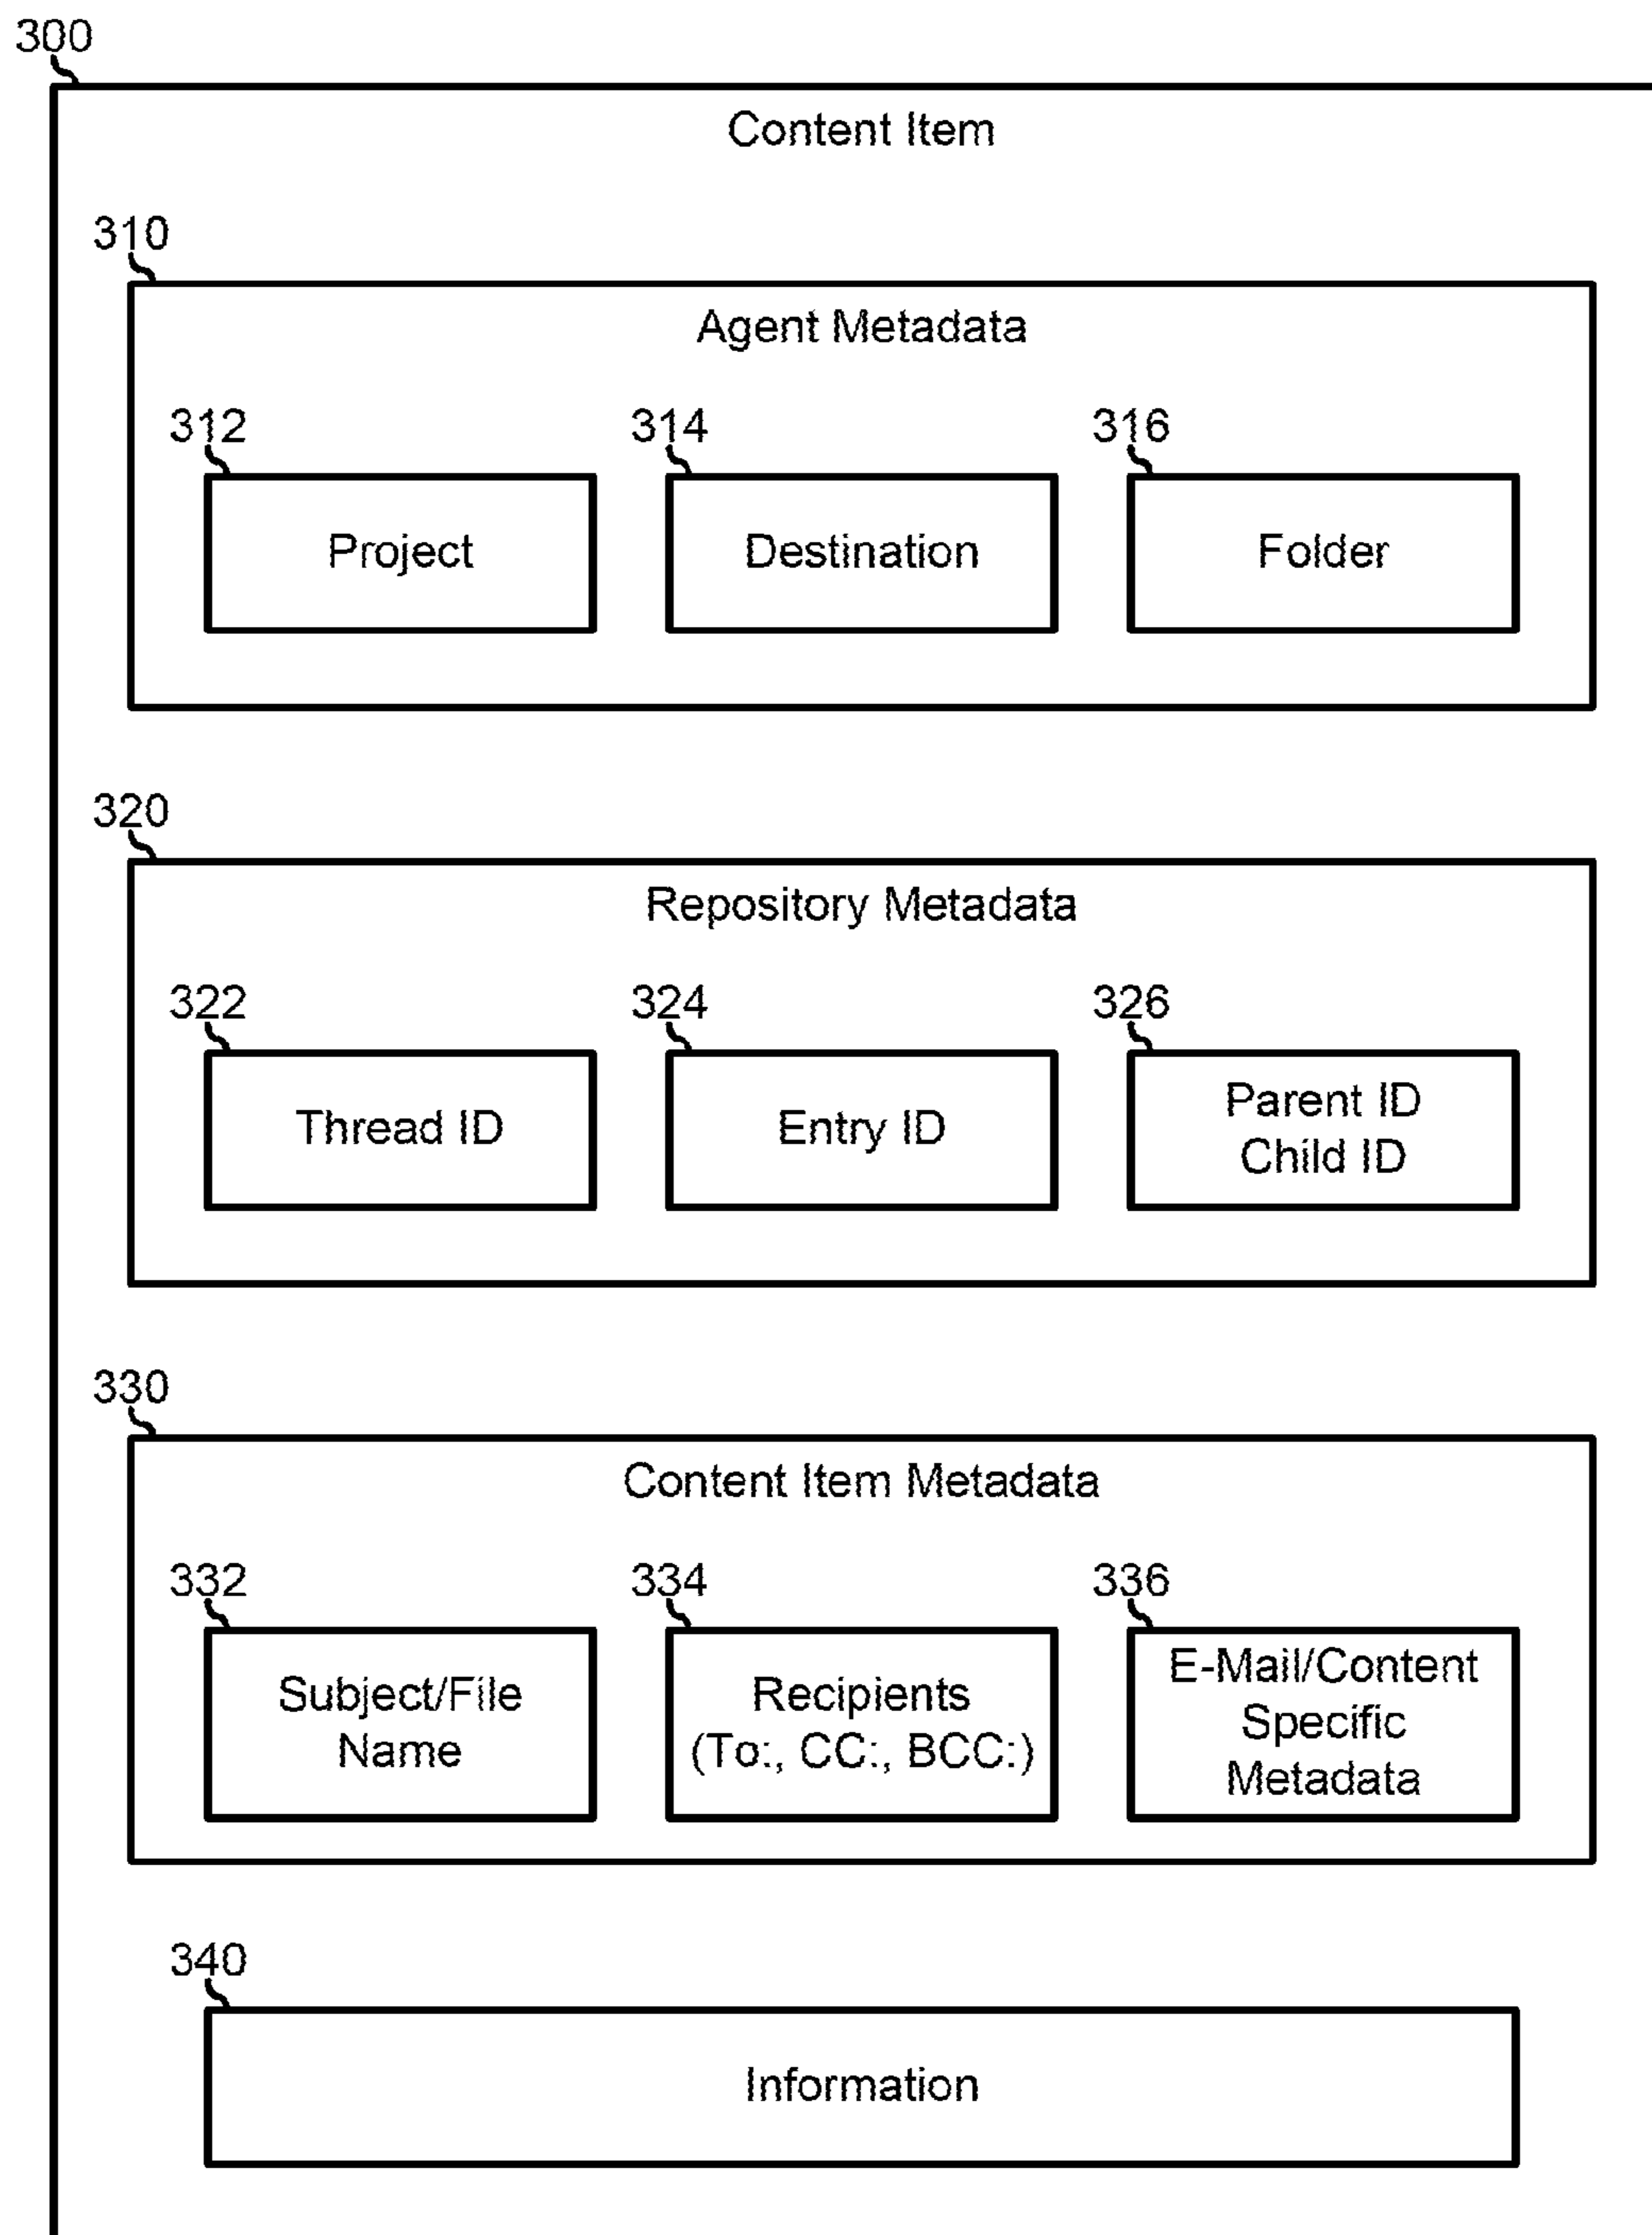 300
Content Item
310
Agent Metadata
312 314 316
Project Destination Folder
320
Repository Metadata
322 324 326
Thread ID Entry ID Parent ID
Child ID
330
Content Item Metadata
332 334 336
Subject/File
Name
Recipients
(To:, CC:, BCC:)
E-Mail/Content
Specific
Metadata
340
Information